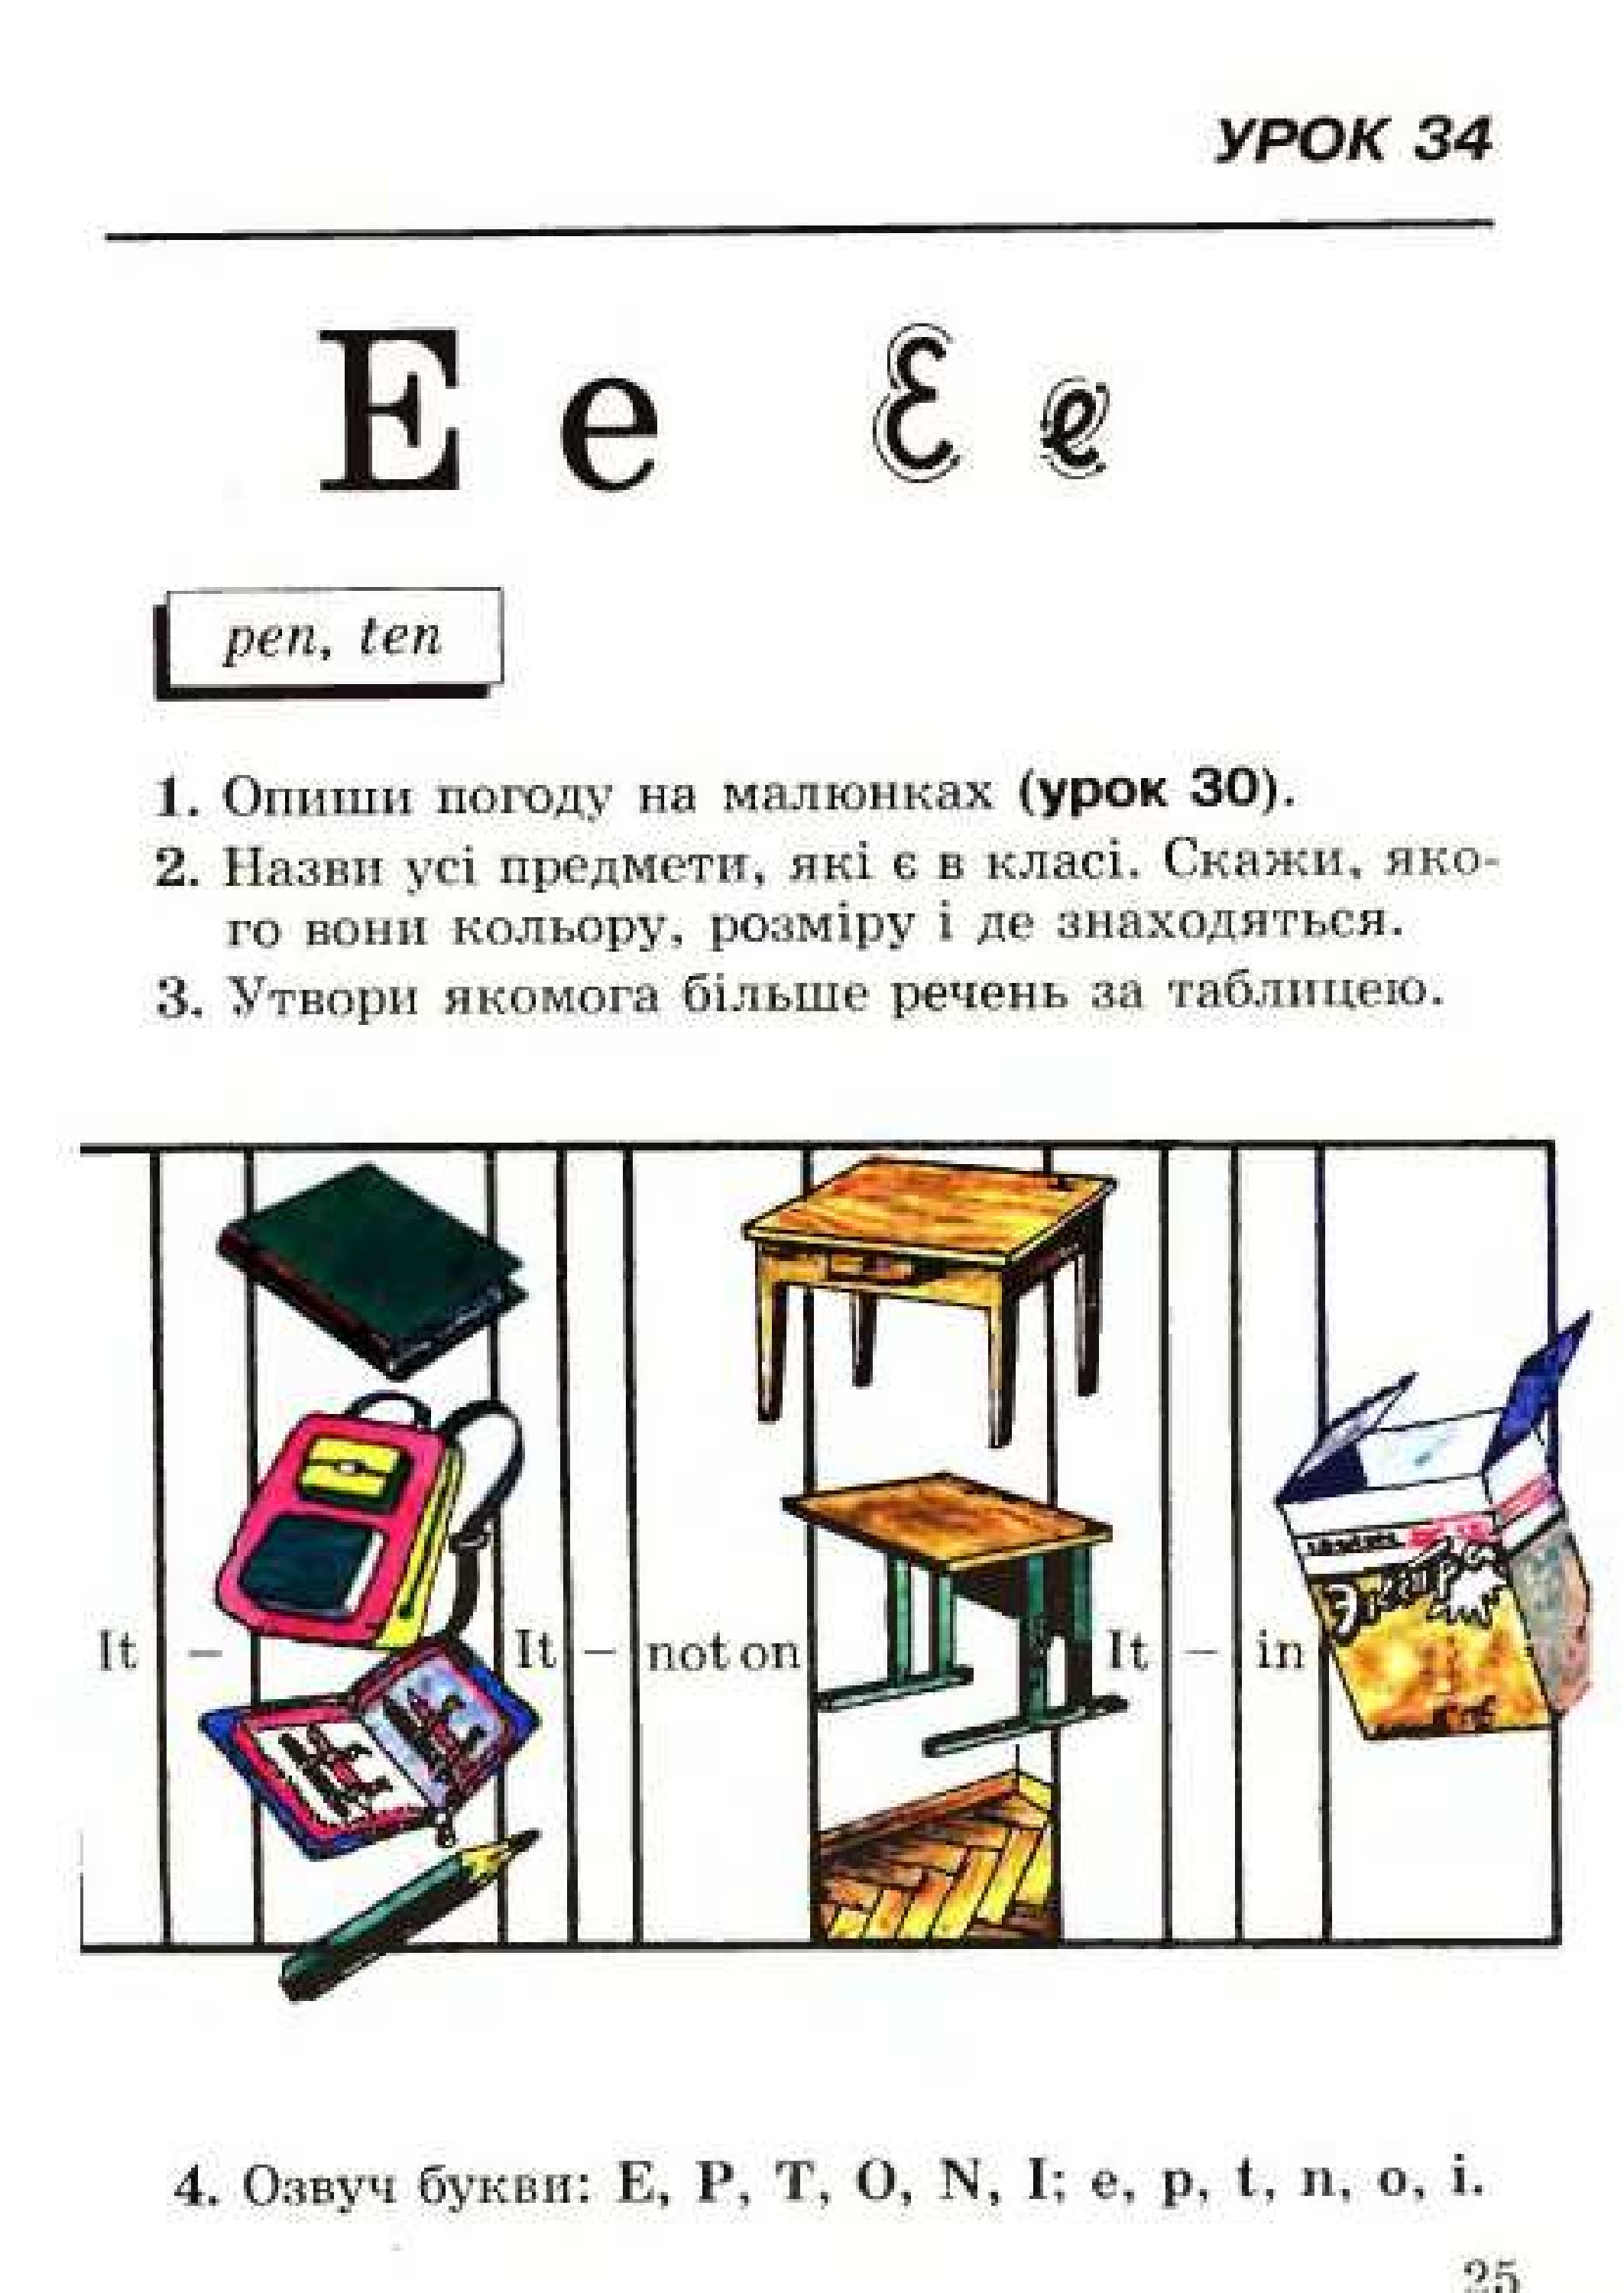 УРОК 34
E e E e
pen, ten
1. Опиши погоду на малюнках (урок 30).
2. Назви усі предмети, які є в класі. Скажи, яко-
го вони кольору, розміру і де знаходяться.
3. Утвори якомога більше речень за таблицею.
It – It – not on It – in
4. Озвуч букви: E, P, T, O, N, I; e, p, t, n, o, i.
25